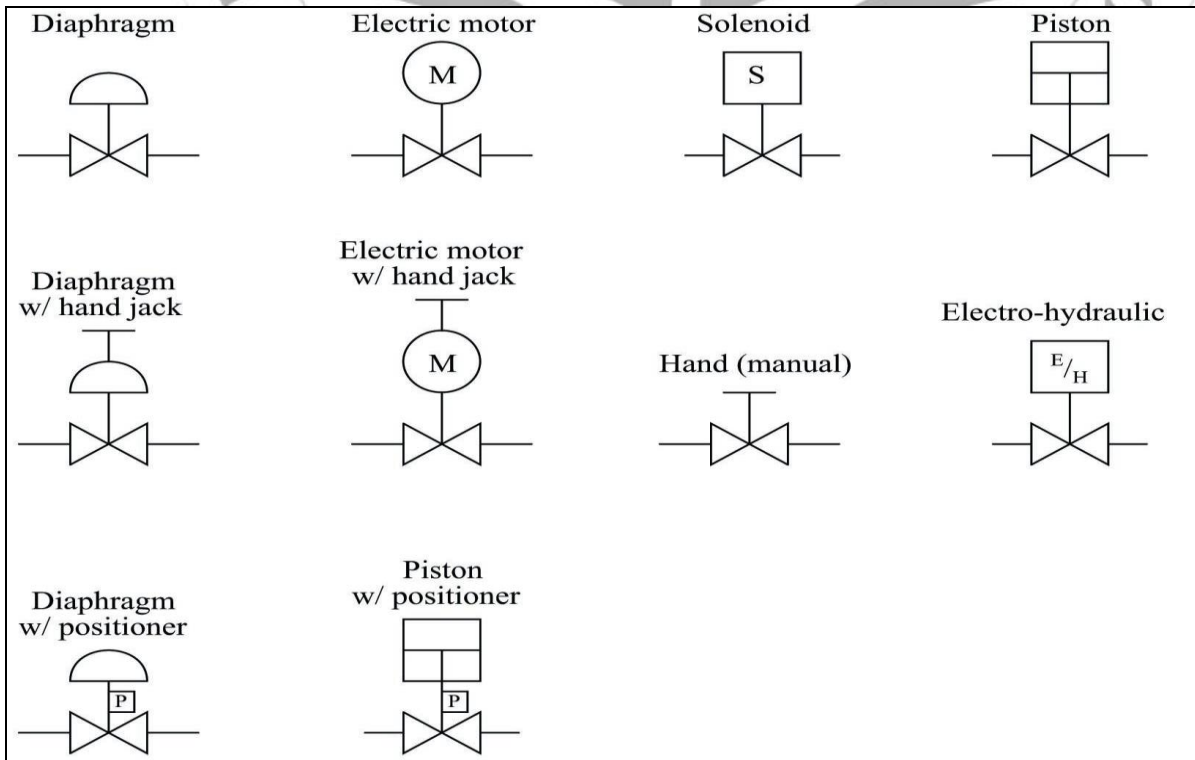 Diaphragm
Electric motor
Solenoid
Piston
M
S
Diaphragm
w/ hand jack
Electric motor
w/ hand jack
Hand (manual)
Electro-hydraulic
M
E/H
Diaphragm
w/ positioner
Piston
w/ positioner
P
P